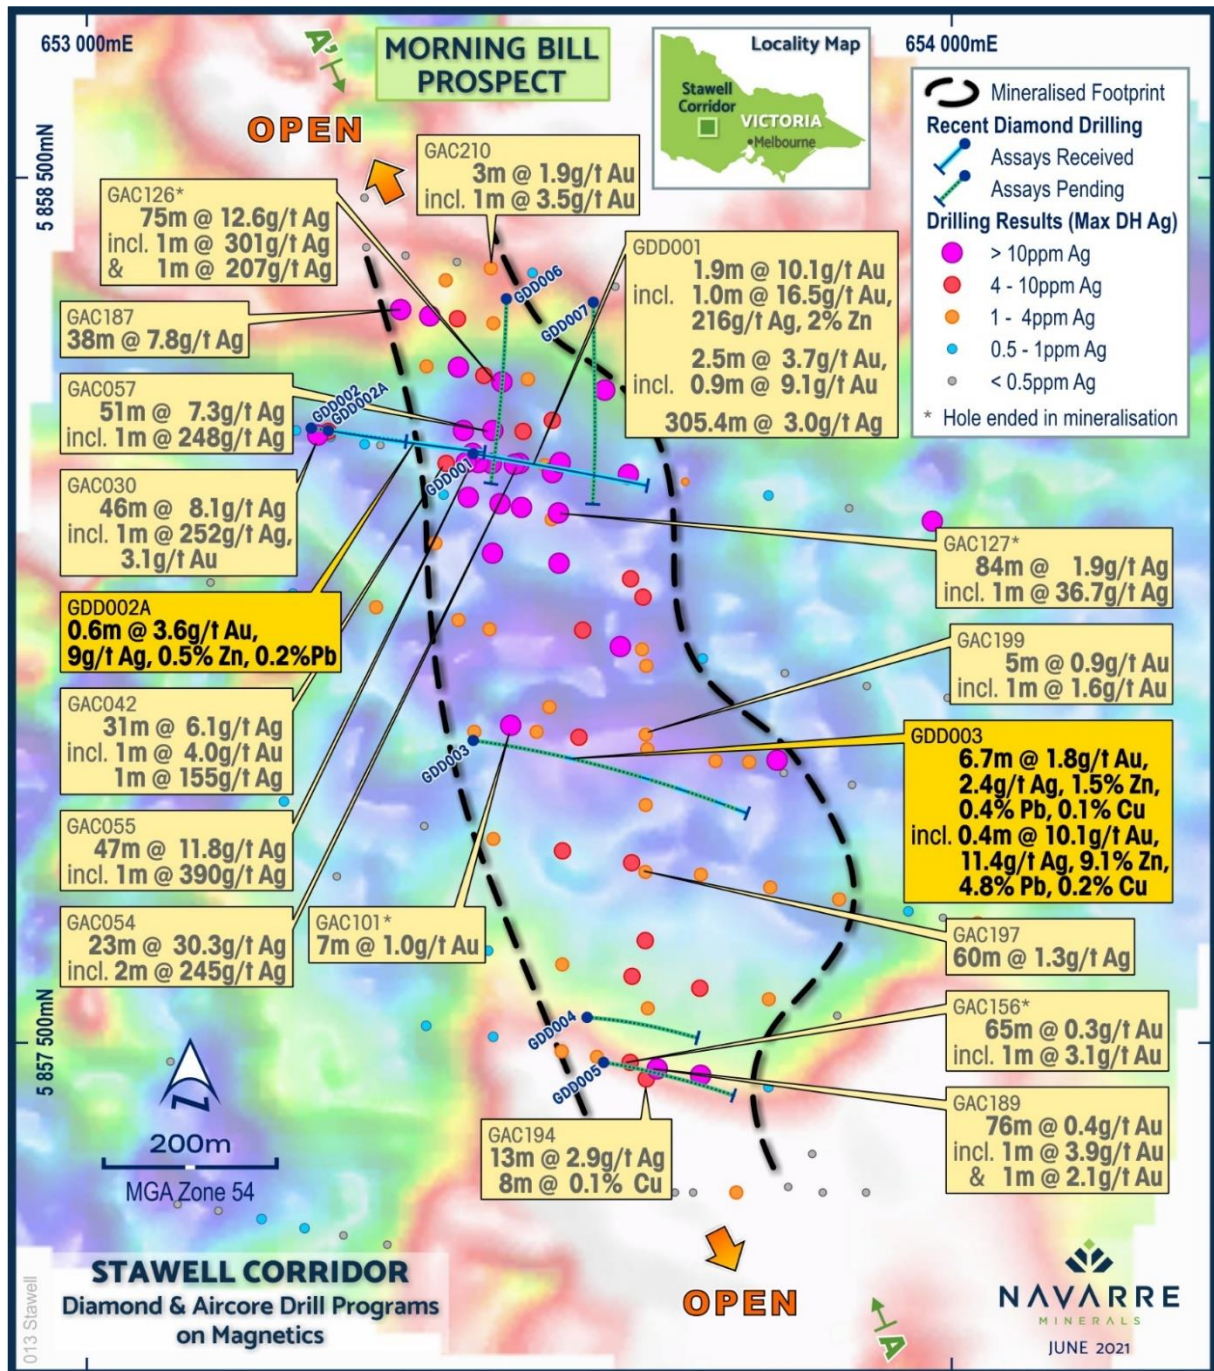 653 000mE
654 000mE
A'
MORNING BILL
PROSPECT
OPEN
Locality Map
Stawell
Corridor
VICTORIA
Melbourne
Mineralised Footprint
Recent Diamond Drilling
Assays Received
Assays Pending
Drilling Results (Max DH Ag)
> 10ppm Ag
4 - 10ppm Ag
1 - 4ppm Ag
0.5 - 1ppm Ag
< 0.5ppm Ag
* Hole ended in mineralisation
5 858 500mN
GAC210
3m @ 1.9g/t Au
incl. 1m @ 3.5g/t Au
GAC126*
75m @ 12.6g/t Ag
incl. 1m @ 301g/t Ag
& 1m @ 207g/t Ag
GDD001
1.9m @ 10.1g/t Au
incl. 1.0m @ 16.5g/t Au,
216g/t Ag, 2% Zn
2.5m @ 3.7g/t Au,
incl. 0.9m @ 9.1g/t Au
305.4m @ 3.0g/t Ag
GDD006
GDD007
GAC187
38m @ 7.8g/t Ag
GAC057
51m @ 7.3g/t Ag
incl. 1m @ 248g/t Ag
GDD002
GDD002A
GDD001
GAC030
46m @ 8.1g/t Ag
incl. 1m @ 252g/t Ag,
3.1g/t Au
GAC127*
84m @ 1.9g/t Ag
incl. 1m @ 36.7g/t Ag
GDD002A
0.6m @ 3.6g/t Au,
9g/t Ag, 0.5% Zn, 0.2%Pb
GAC199
5m @ 0.9g/t Au
incl. 1m @ 1.6g/t Au
GAC042
31m @ 6.1g/t Ag
incl. 1m @ 4.0g/t Au
1m @ 155g/t Ag
GDD003
GDD003
6.7m @ 1.8g/t Au,
2.4g/t Ag, 1.5% Zn,
0.4% Pb, 0.1% Cu
incl. 0.4m @ 10.1g/t Au,
11.4g/t Ag, 9.1% Zn,
4.8% Pb, 0.2% Cu
GAC055
47m @ 11.8g/t Ag
incl. 1m @ 390g/t Ag
GAC054
23m @ 30.3g/t Ag
incl. 2m @ 245g/t Ag
GAC101*
7m @ 1.0g/t Au
GAC197
60m @ 1.3g/t Ag
GDD004
GDD005
GAC156*
65m @ 0.3g/t Au
incl. 1m @ 3.1g/t Au
5 857 500mN
N
200m
MGA Zone 54
GAC194
13m @ 2.9g/t Ag
8m @ 0.1% Cu
GAC189
76m @ 0.4g/t Au
incl. 1m @ 3.9g/t Au
& 1m @ 2.1g/t Au
STAWELL CORRIDOR
Diamond & Aircore Drill Programs
on Magnetics
OPEN
A
NAVARRE
MINERALS
JUNE 2021
013 Stawell